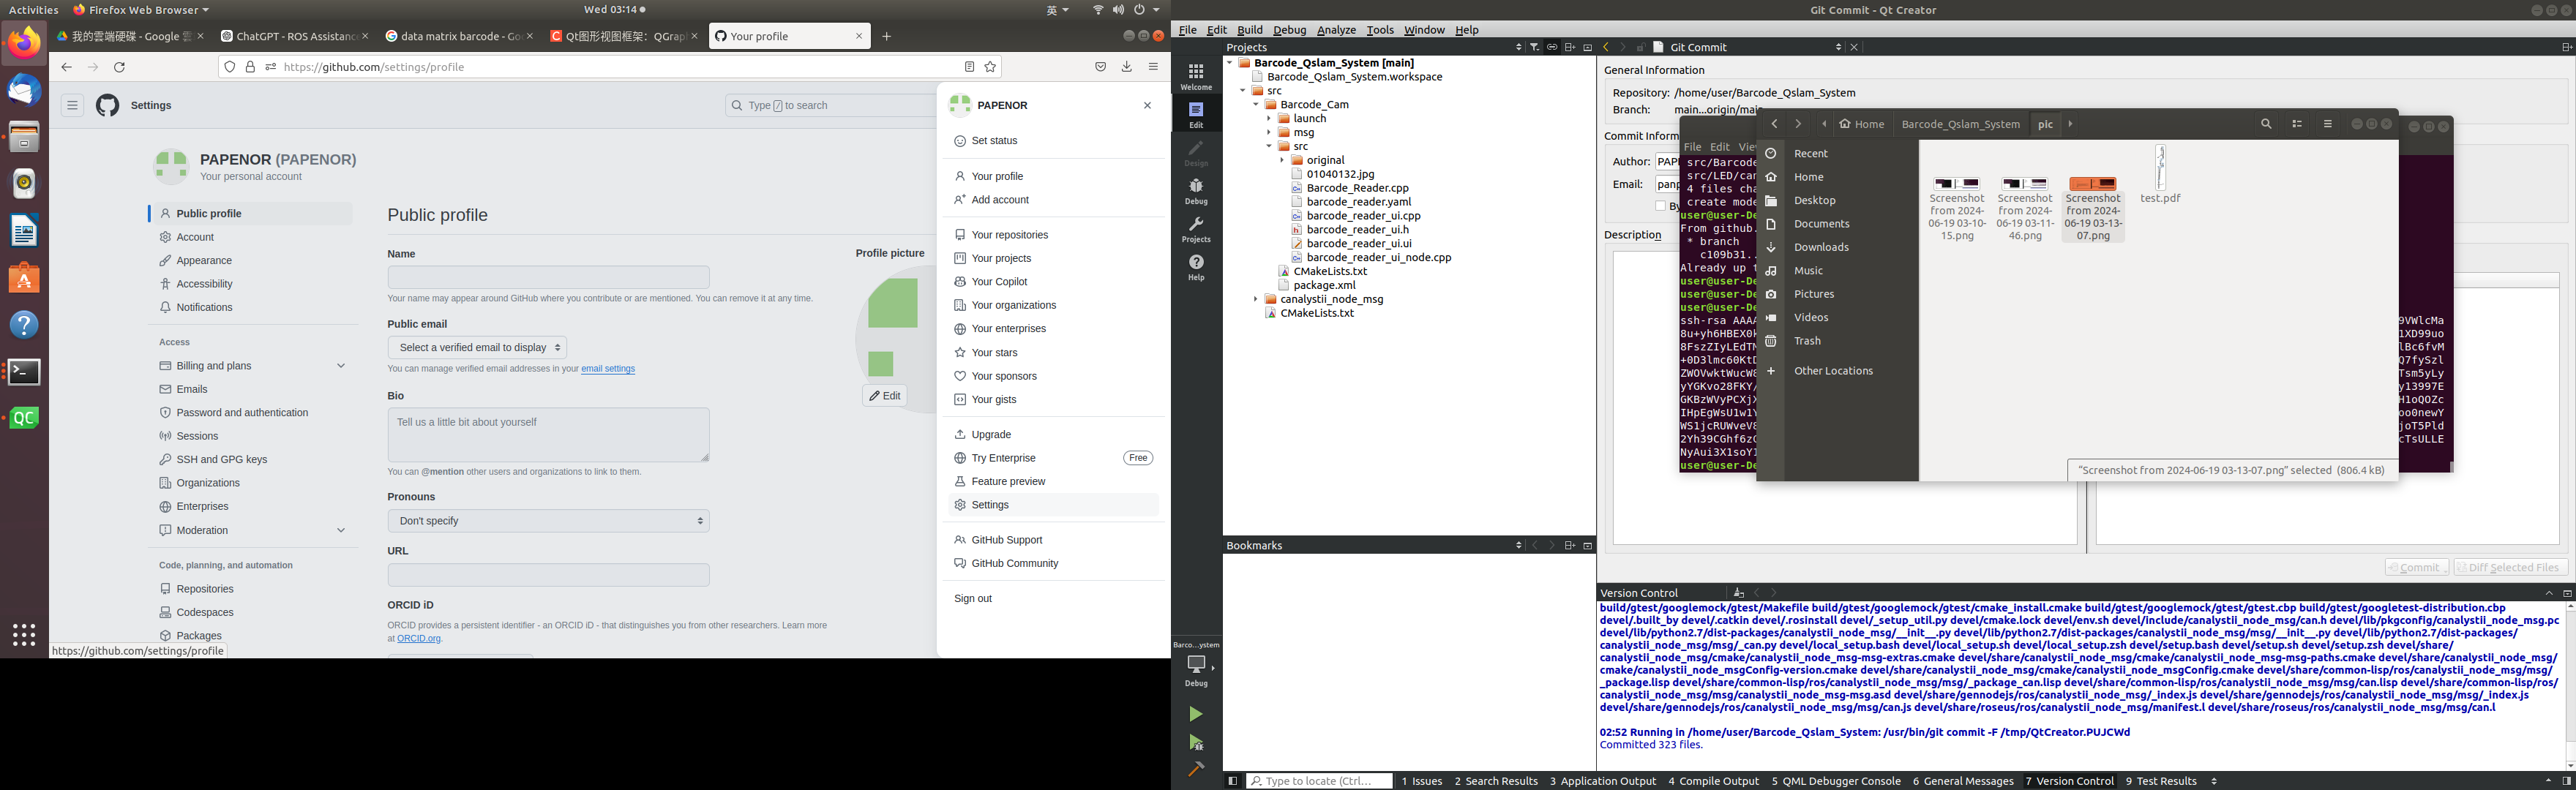 Activities
Firefox Web Browser
Wed 03:14
英
Git Commit - Qt Creator
我的雲端硬碟 - Google 雲
ChatGPT - ROS Assistanc
data matrix barcode - Go
Qt图形视图框架：QGrap
Your profile
https://github.com/settings/profile
Settings
Type / to search
PAPENOR (PAPENOR)
Your personal account
Public profile
Account
Appearance
Accessibility
Notifications
Access
Billing and plans
Emails
Password and authentication
Sessions
SSH and GPG keys
Organizations
Enterprises
Moderation
Code, planning, and automation
Repositories
Codespaces
Packages
https://github.com/settings/profile
Public profile
Name
Your name may appear around GitHub where you contribute or are mentioned. You can remove it at any time.
Public email
Select a verified email to display
You can manage verified email addresses in your email settings
Bio
Tell us a little bit about yourself
You can @mention other users and organizations to link to them.
Pronouns
Don't specify
URL
ORCID iD
ORCID provides a persistent identifier - an ORCID iD - that distinguishes you from other researchers. Learn more
at ORCID.org.
Profile picture
Edit
PAPENOR
Set status
Your profile
Add account
Your repositories
Your projects
Your Copilot
Your organizations
Your enterprises
Your stars
Your sponsors
Your gists
Upgrade
Try Enterprise
Free
Feature preview
Settings
GitHub Support
GitHub Community
Sign out
File Edit Build Debug Analyze Tools Window Help
Welcome
Edit
Design
Debug
Projects
Help
Barco...ystem
Debug
Projects
Barcode_Qslam_System [main]
Barcode_Qslam_System.workspace
src
Barcode_Cam
launch
msg
src
original
01040132.jpg
Barcode_Reader.cpp
barcode_reader.yaml
barcode_reader_ui.cpp
barcode_reader_ui.h
barcode_reader_ui.ui
barcode_reader_ui_node.cpp
CMakeLists.txt
package.xml
canalystii_node_msg
CMakeLists.txt
Bookmarks
Git Commit
General Information
Repository: /home/user/Barcode_Qslam_System
Branch: main...origin/main
Commit Inform
Author: PAPE
Email: panp
By
Description
File Edit View
src/Barcode
src/LED/can
4 files cha
create mode
user@user-De
From github.
* branch
c109b31..
Already up t
user@user-De
user@user-De
user@user-De
ssh-rsa AAAA
user@user-De
Home
Barcode_Qslam_System
pic
Recent
Home
Desktop
Documents
Downloads
Music
Pictures
Videos
Trash
Other Locations
Screenshot from 2024-06-19 03-10-15.png
Screenshot from 2024-06-19 03-11-46.png
Screenshot from 2024-06-19 03-13-07.png
test.pdf
"Screenshot from 2024-06-19 03-13-07.png" selected (806.4 kB)
Commit
Diff Selected Files
Version Control
build/gtest/googlemock/gtest/Makefile build/gtest/googlemock/gtest/cmake_install.cmake build/gtest/googlemock/gtest/gtest.cbp build/gtest/googletest-distribution.cbp
devel/.built_by devel/.catkin devel/.rosinstall devel/_setup_util.py devel/cmake.lock devel/env.sh devel/include/canalystii_node_msg/can.h devel/lib/pkgconfig/canalystii_node_msg.pc
devel/lib/python2.7/dist-packages/canalystii_node_msg/__init__.py devel/lib/python2.7/dist-packages/canalystii_node_msg/msg/__init__.py devel/lib/python2.7/dist-packages/
canalystii_node_msg/msg/_can.py devel/local_setup.bash devel/local_setup.sh devel/local_setup.zsh devel/setup.bash devel/setup.sh devel/setup.zsh devel/share/
canalystii_node_msg/cmake/canalystii_node_msg-msg-extras.cmake devel/share/canalystii_node_msg/cmake/canalystii_node_msg-msg-paths.cmake devel/share/canalystii_node_msg/
cmake/canalystii_node_msgConfig-version.cmake devel/share/canalystii_node_msg/cmake/canalystii_node_msgConfig.cmake devel/share/common-lisp/ros/canalystii_node_msg/msg/
_package.lisp devel/share/common-lisp/ros/canalystii_node_msg/msg/_package_can.lisp devel/share/common-lisp/ros/canalystii_node_msg/msg/can.lisp devel/share/common-lisp/ros/
canalystii_node_msg/msg/canalystii_node_msg-msg.asd devel/share/gennodejs/ros/canalystii_node_msg/_index.js devel/share/gennodejs/ros/canalystii_node_msg/msg/_index.js
devel/share/gennodejs/ros/canalystii_node_msg/msg/can.js devel/share/roseus/ros/canalystii_node_msg/manifest.l devel/share/roseus/ros/canalystii_node_msg/msg/can.l
02:52 Running in /home/user/Barcode_Qslam_System: /usr/bin/git commit -F /tmp/QtCreator.PUJCWd
Committed 323 files.
Type to locate (Ctrl...
1 Issues
2 Search Results
3 Application Output
4 Compile Output
5 QML Debugger Console
6 General Messages
7 Version Control
9 Test Results